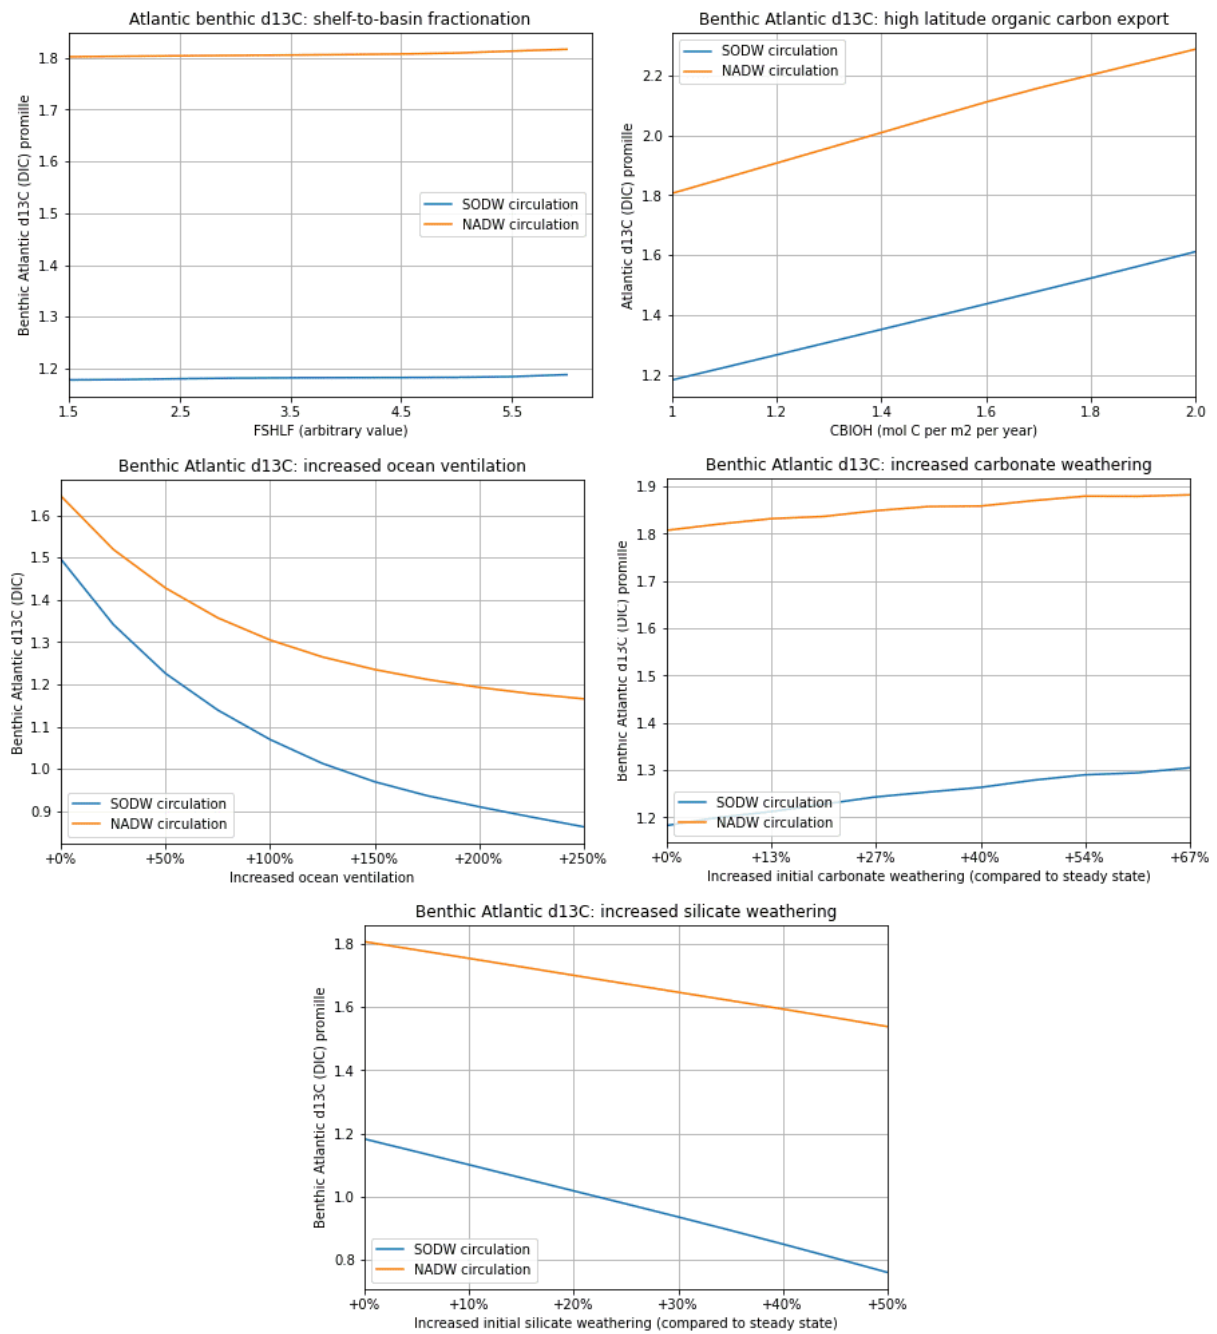 Atlantic benthic d13C: shelf-to-basin fractionation
Benthic Atlantic d13C (DIC) promille
1.8
1.7
1.6
1.5
1.4
1.3
1.2
SODW circulation
NADW circulation
1.5 2.5 3.5 4.5 5.5
FSHLF (arbitrary value)
Benthic Atlantic d13C: high latitude organic carbon export
Atlantic d13C (DIC) promille
SODW circulation
NADW circulation
2.2
2.0
1.8
1.6
1.4
1.2
1 1.2 1.4 1.6 1.8 2.0
CBIOH (mol C per m2 per year)
Benthic Atlantic d13C: increased ocean ventilation
Benthic Atlantic d13C (DIC)
1.6
1.5
1.4
1.3
1.2
1.1
1.0
0.9
SODW circulation
NADW circulation
+0% +50% +100% +150% +200% +250%
Increased ocean ventilation
Benthic Atlantic d13C: increased carbonate weathering
Benthic Atlantic d13C (DIC) promille
1.9
1.8
1.7
1.6
1.5
1.4
1.3
1.2
SODW circulation
NADW circulation
+0% +13% +27% +40% +54% +67%
Increased initial carbonate weathering (compared to steady state)
Benthic Atlantic d13C: increased silicate weathering
Benthic Atlantic d13C (DIC) promille
1.8
1.6
1.4
1.2
1.0
0.8
SODW circulation
NADW circulation
+0% +10% +20% +30% +40% +50%
Increased initial silicate weathering (compared to steady state)